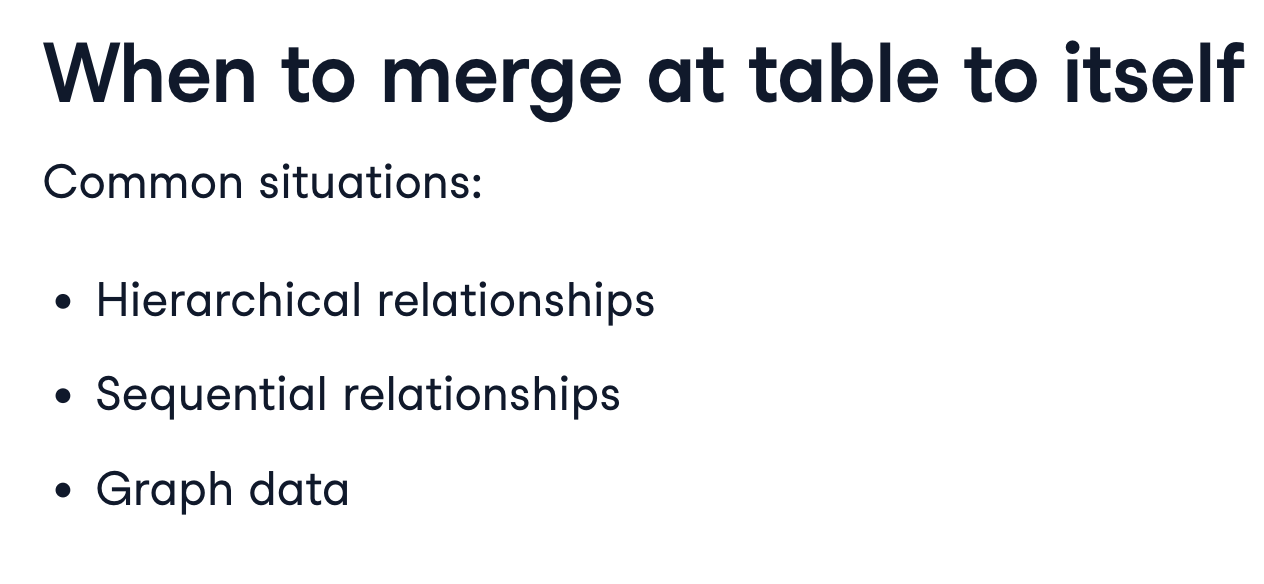 When to merge at table to itself
Common situations:
• Hierarchical relationships
• Sequential relationships
• Graph data